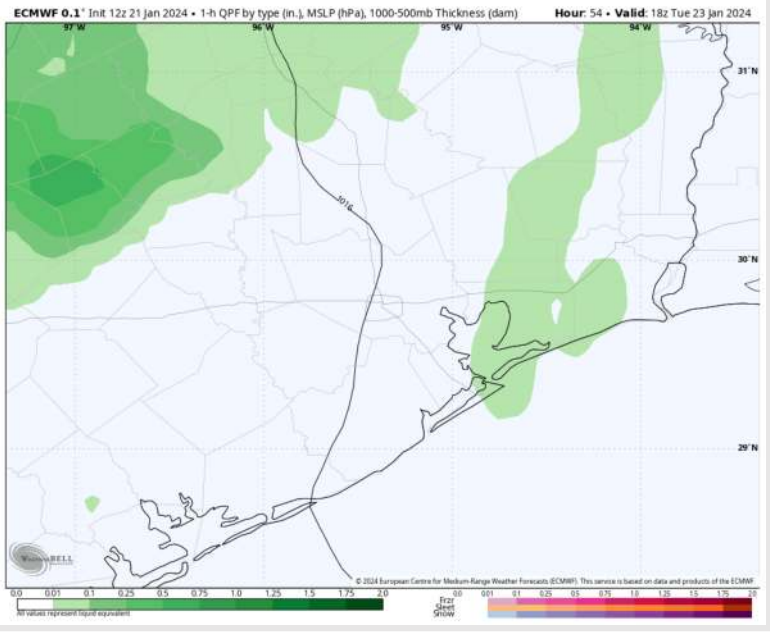 ECMWF 0.1° Init 12z 21 Jan 2024 • 1-h QPF by type (in.), MSLP (hPa), 1000-500mb Thickness (dam) Hour: 54 • Valid: 18z Tue 23 Jan 2024
97°W 96°W 95°W 94°W
31°N
1016
30°N
29°N
WeatherBELL
© 2024 European Centre for Medium-Range Weather Forecasts (ECMWF). This service is based on data and products of the ECMWF
0.0 0.01 0.1 0.25 0.5 0.75 1.0 1.25 1.5 1.75 2.0 0.0 0.01 0.1 0.25 0.5 0.75 1.0 1.25 1.5 1.75 2.0
Frzr
Sleet
Snow
All values represent liquid equivalent